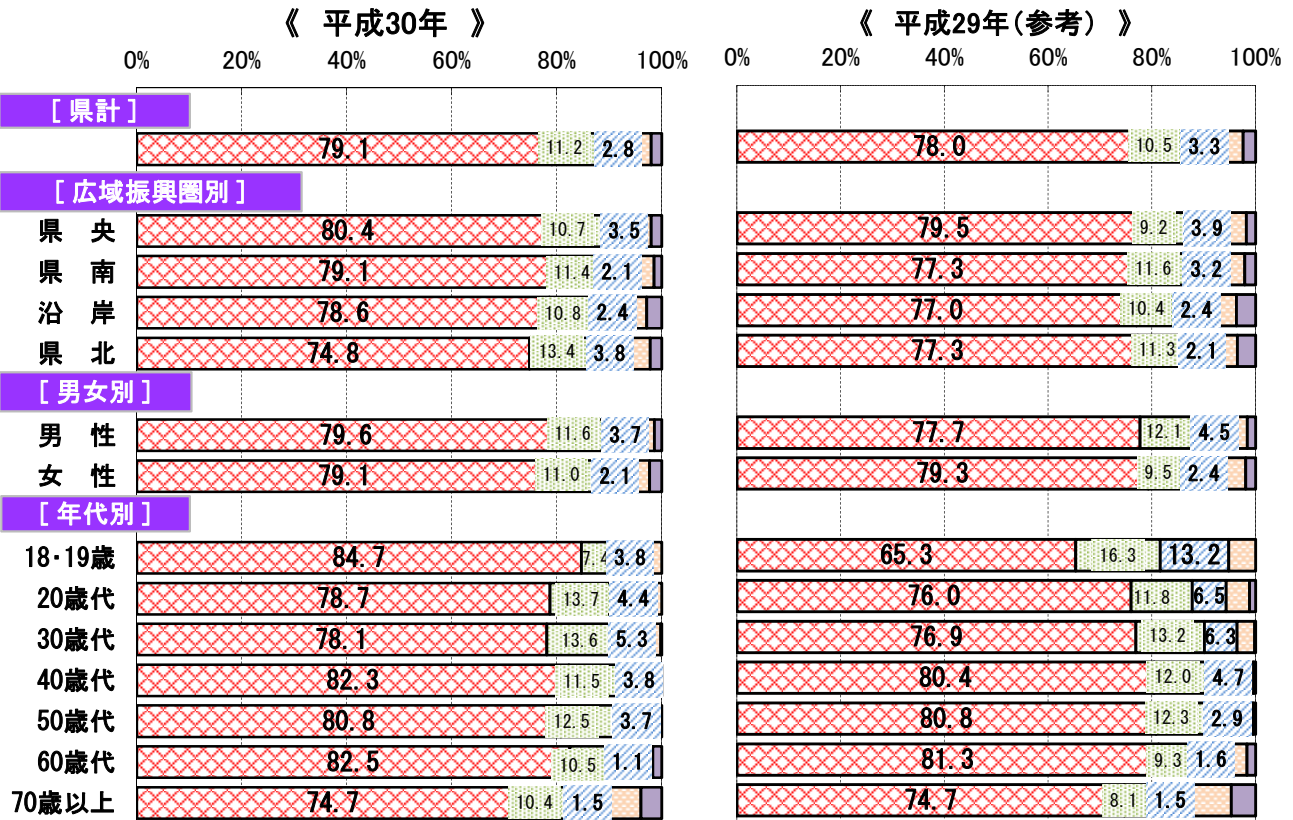 《　平成30年　》
《　平成29年（参考）　》
0% 20% 40% 60% 80% 100%
0% 20% 40% 60% 80% 100%
[ 県計 ]
79.1 11.2 2.8
78.0 10.5 3.3
[ 広域振興圏別 ]
県　央 80.4 10.7 3.5
79.5 9.2 3.9
県　南 79.1 11.4 2.1
77.3 11.6 3.2
沿　岸 78.6 10.8 2.4
77.0 10.4 2.4
県　北 74.8 13.4 3.8
77.3 11.3 2.1
[ 男女別 ]
男　性 79.6 11.6 3.7
77.7 12.1 4.5
女　性 79.1 11.0 2.1
79.3 9.5 2.4
[ 年代別 ]
18・19歳 84.7 7.4 3.8
65.3 16.3 13.2
20歳代 78.7 13.7 4.4
76.0 11.8 6.5
30歳代 78.1 13.6 5.3
76.9 13.2 6.3
40歳代 82.3 11.5 3.8
80.4 12.0 4.7
50歳代 80.8 12.5 3.7
80.8 12.3 2.9
60歳代 82.5 10.5 1.1
81.3 9.3 1.6
70歳以上 74.7 10.4 1.5
74.7 8.1 1.5